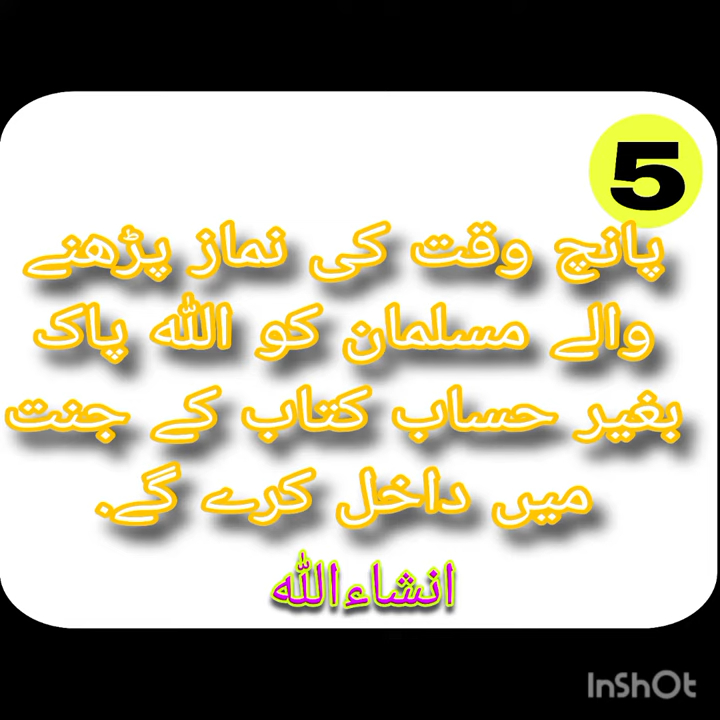 5
پانچ وقت کی نماز پڑھنے
والے مسلمان کو اللہ پاک
بغیر حساب کتاب کے جنت
میں داخل کرے گے.
انشاءاللہ
InShOt